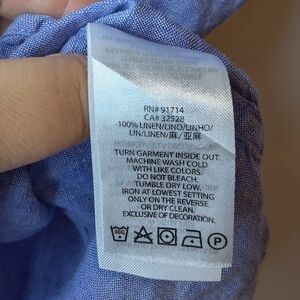 RN# 91714
CA# 32528
100% LINEN/LINO/LINHO/
LIN/LINEN/麻/亚麻
TURN GARMENT INSIDE OUT.
MACHINE WASH COLD
WITH LIKE COLORS.
DO NOT BLEACH.
TUMBLE DRY LOW.
IRON AT LOWEST SETTING
ONLY ON THE REVERSE
OR DRY CLEAN.
EXCLUSIVE OF DECORATION.
P